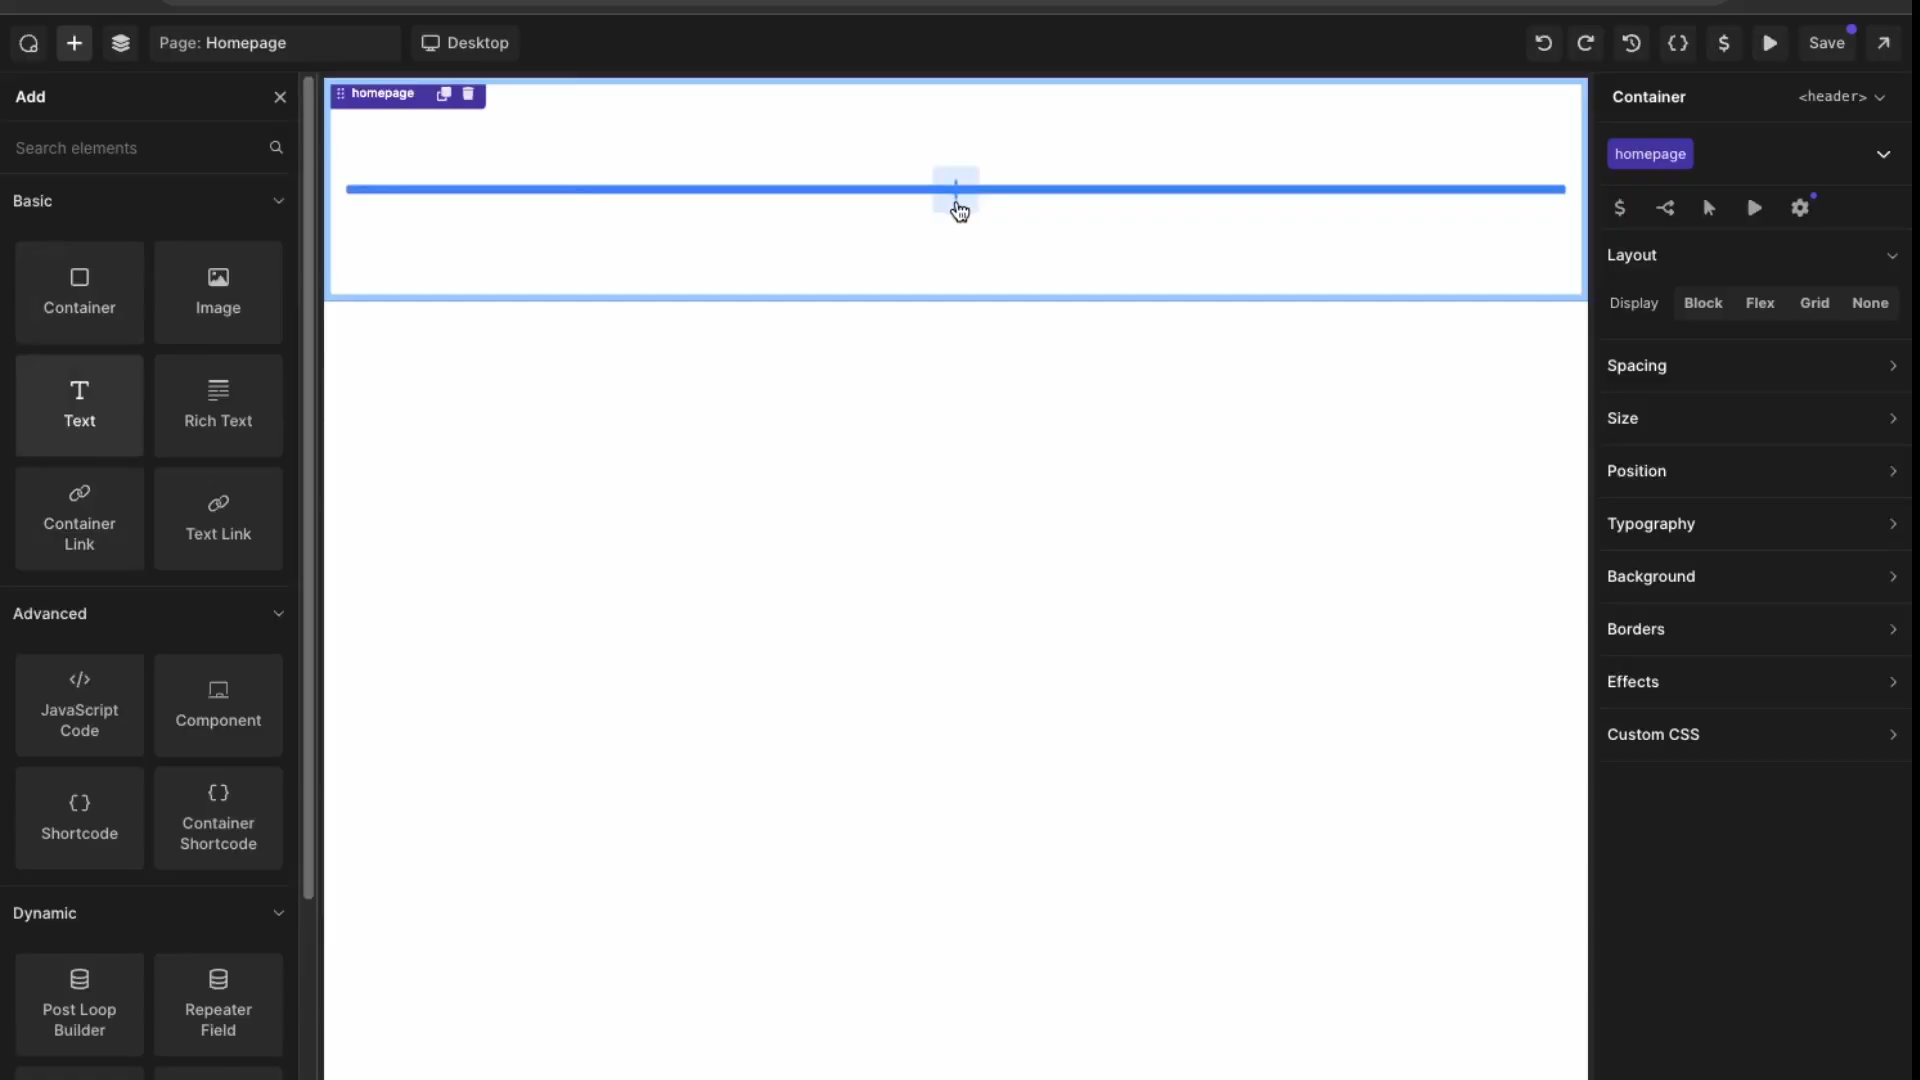 Page: Homepage
Desktop
Save
Add
Search elements
Basic
Container
Image
Text
Rich Text
Container
Link
Text Link
Advanced
JavaScript
Code
Component
Shortcode
Container
Shortcode
Dynamic
Post Loop
Builder
Repeater
Field
homepage
Container
<header>
homepage
Layout
Display
Block
Flex
Grid
None
Spacing
Size
Position
Typography
Background
Borders
Effects
Custom CSS